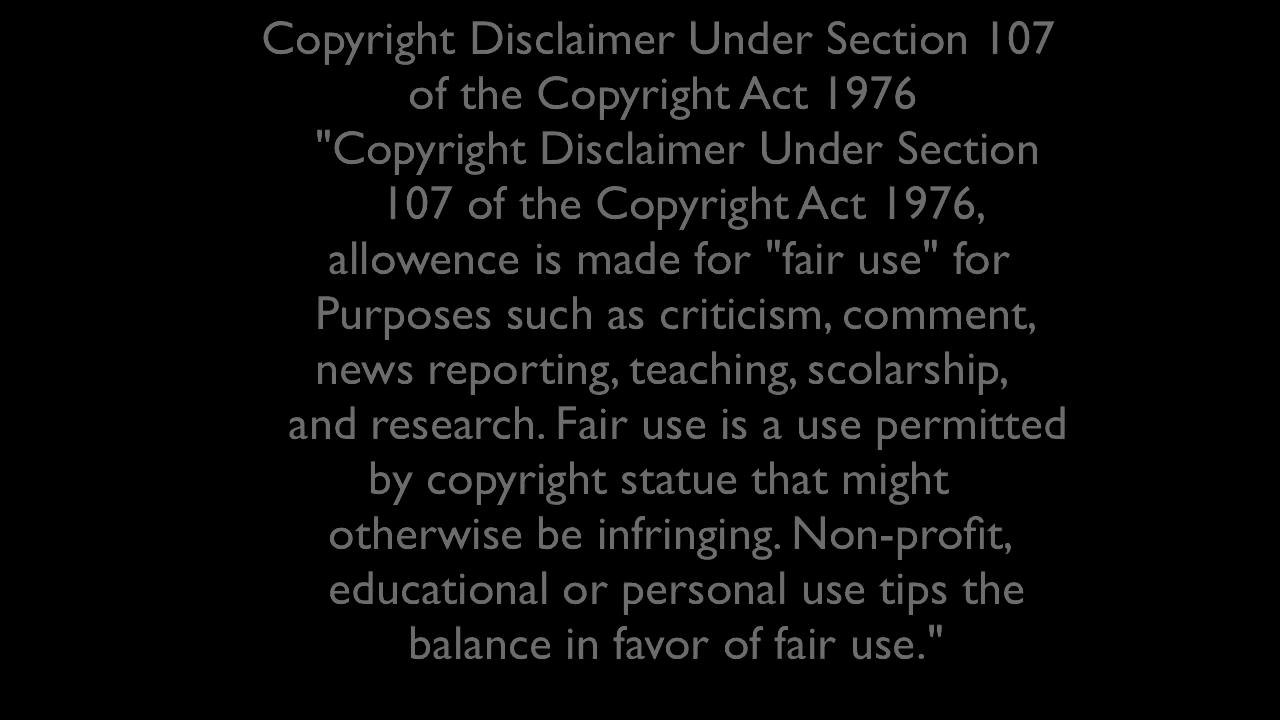 Copyright Disclaimer Under Section 107
of the Copyright Act 1976
"Copyright Disclaimer Under Section
107 of the Copyright Act 1976,
allowence is made for "fair use" for
Purposes such as criticism, comment,
news reporting, teaching, scolarship,
and research. Fair use is a use permitted
by copyright statue that might
otherwise be infringing. Non-profit,
educational or personal use tips the
balance in favor of fair use."